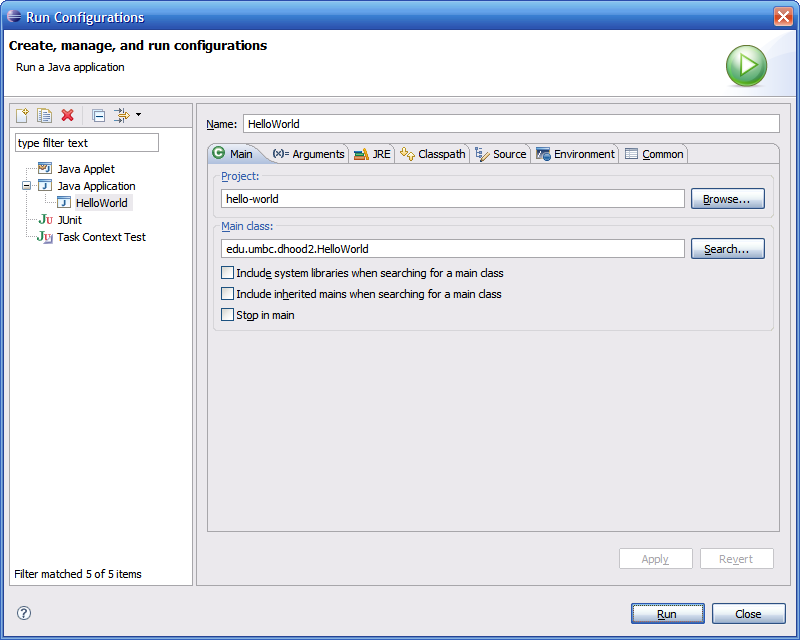 Run Configurations
Create, manage, and run configurations
Run a Java application
type filter text
Java Applet
Java Application
HelloWorld
JUnit
Task Context Test
Filter matched 5 of 5 items
Name: HelloWorld
Main (x)= Arguments JRE Classpath Source Environment Common
Project:
hello-world Browse...
Main class:
edu.umbc.dhood2.HelloWorld Search...
Include system libraries when searching for a main class
Include inherited mains when searching for a main class
Stop in main
Apply Revert
Run Close